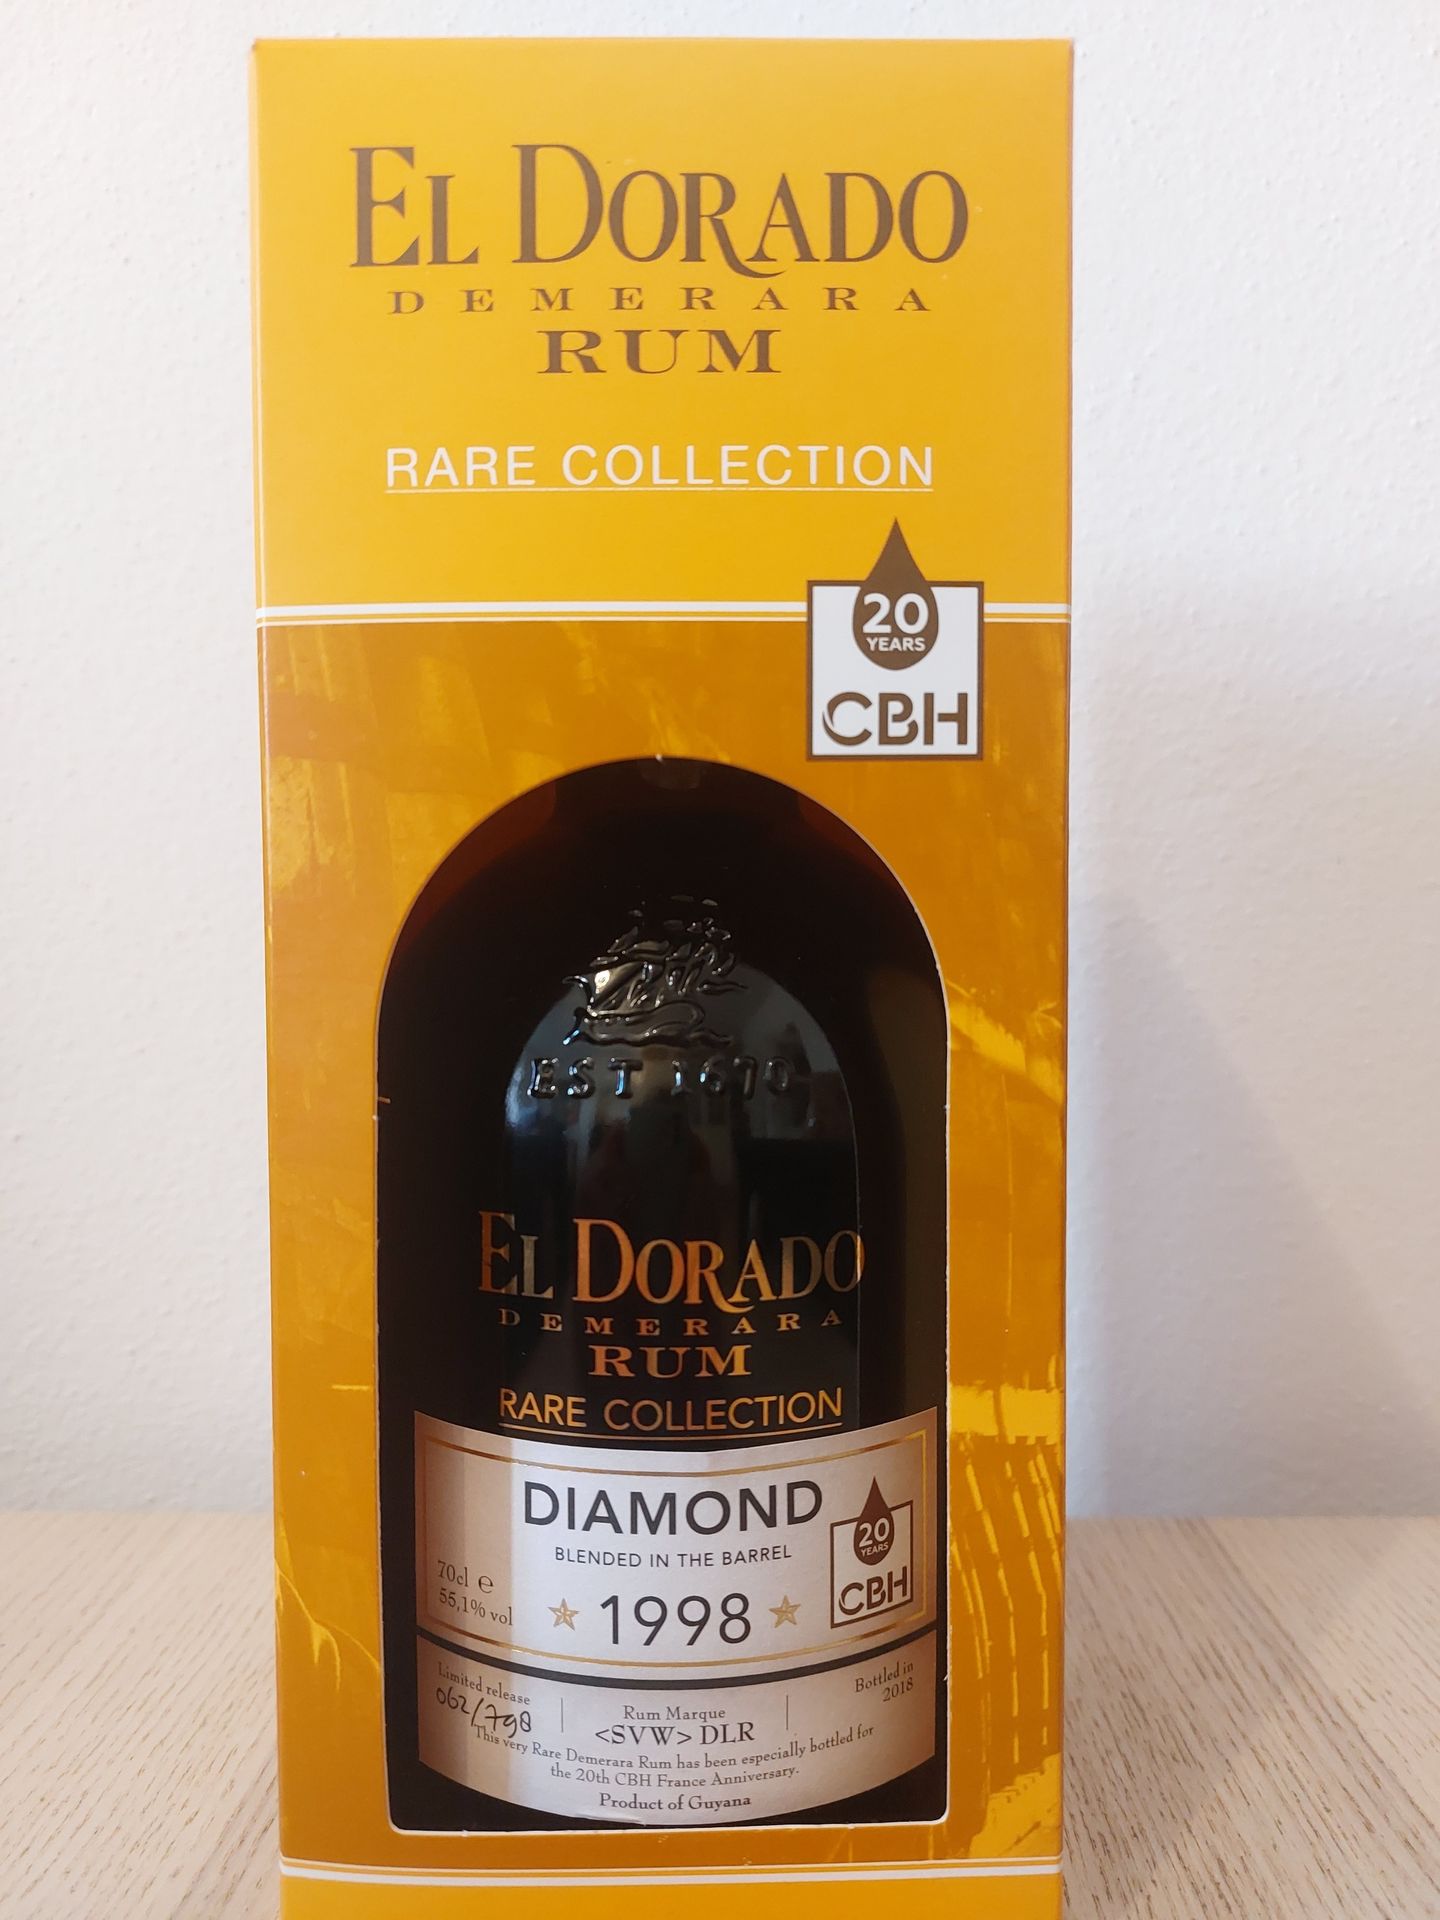 EL DORADO
DEMERARA
RUM
RARE COLLECTION
20
YEARS
CBH
EST 1670
EL DORADO
DEMERARA
RUM
RARE COLLECTION
DIAMOND
BLENDED IN THE BARREL
1998
70cl e
55,1% vol
20
YEARS
CBH
Limited release
062/798
Rum Marque
<SVW> DLR
Bottled in
2018
This very Rare Demerara Rum has been especially bottled for
the 20th CBH France Anniversary.
Product of Guyana